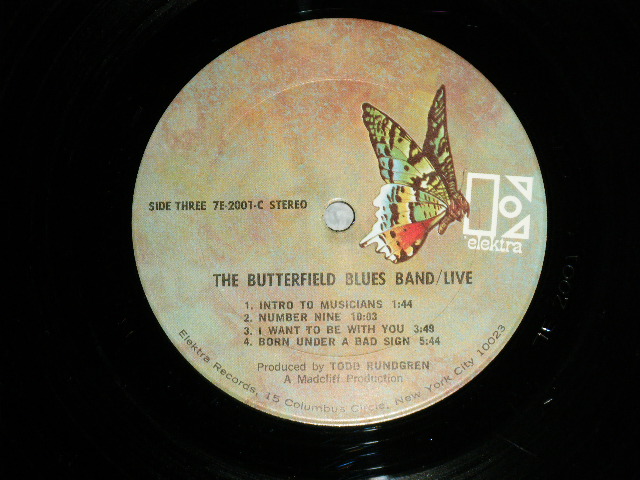 SIDE THREE 7E-2001-C STEREO
elektra
THE BUTTERFIELD BLUES BAND/LIVE
1. INTRO TO MUSICIANS 1:44
2. NUMBER NINE 10:03
3. I WANT TO BE WITH YOU 3:49
4. BORN UNDER A BAD SIGN 5:44
Produced by TODD RUNDGREN
A Madcliff Production
Elektra Records, 15 Columbus Circle, New York City 10023
7E 2001